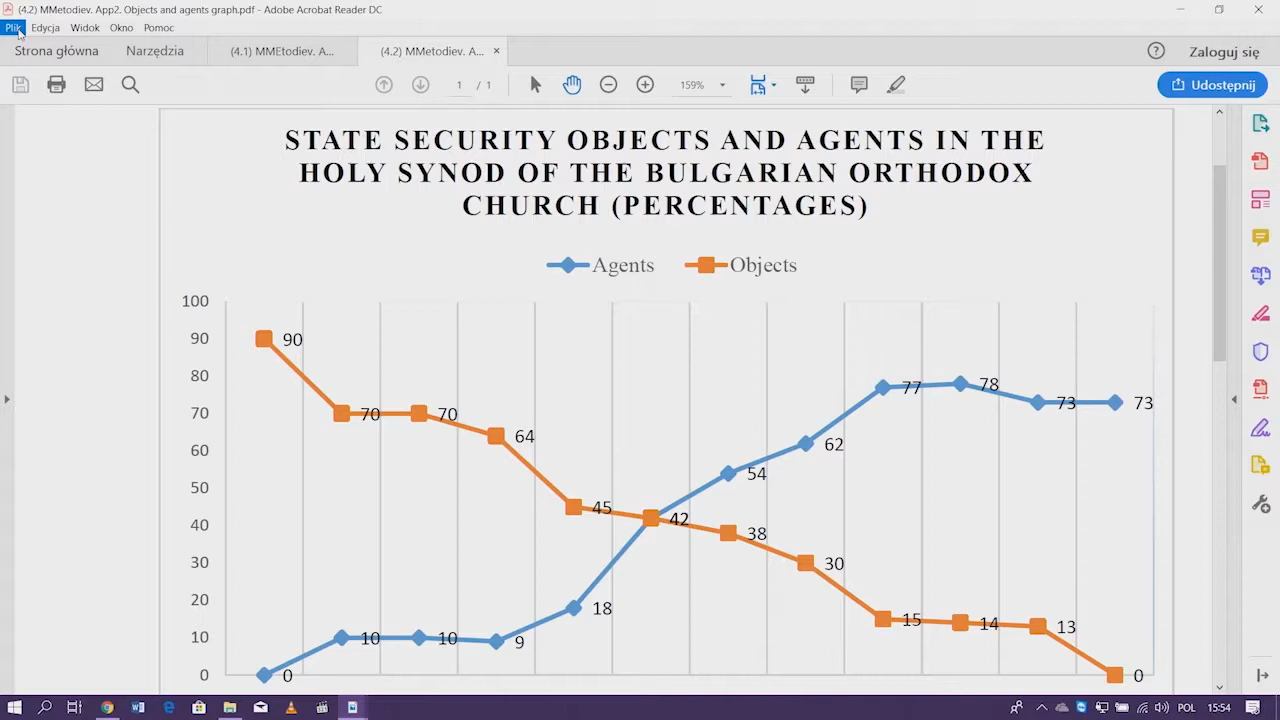 (4.2) MMetodiev. App2. Objects and agents graph.pdf - Adobe Acrobat Reader DC
Plik Edycja Widok Okno Pomoc
Strona główna Narzędzia (4.1) MMEtodiev. A... (4.2) MMetodiev. A... × ? Zaloguj się
1 / 1 159% Udostępnij
STATE SECURITY OBJECTS AND AGENTS IN THE
HOLY SYNOD OF THE BULGARIAN ORTHODOX
CHURCH (PERCENTAGES)
Agents Objects
100
90
80
70
60
50
40
30
20
10
0
90 70 70 64 45 42 38 30 15 14 13 0
0 10 10 9 18 42 54 62 77 78 73 73
POL 15:54